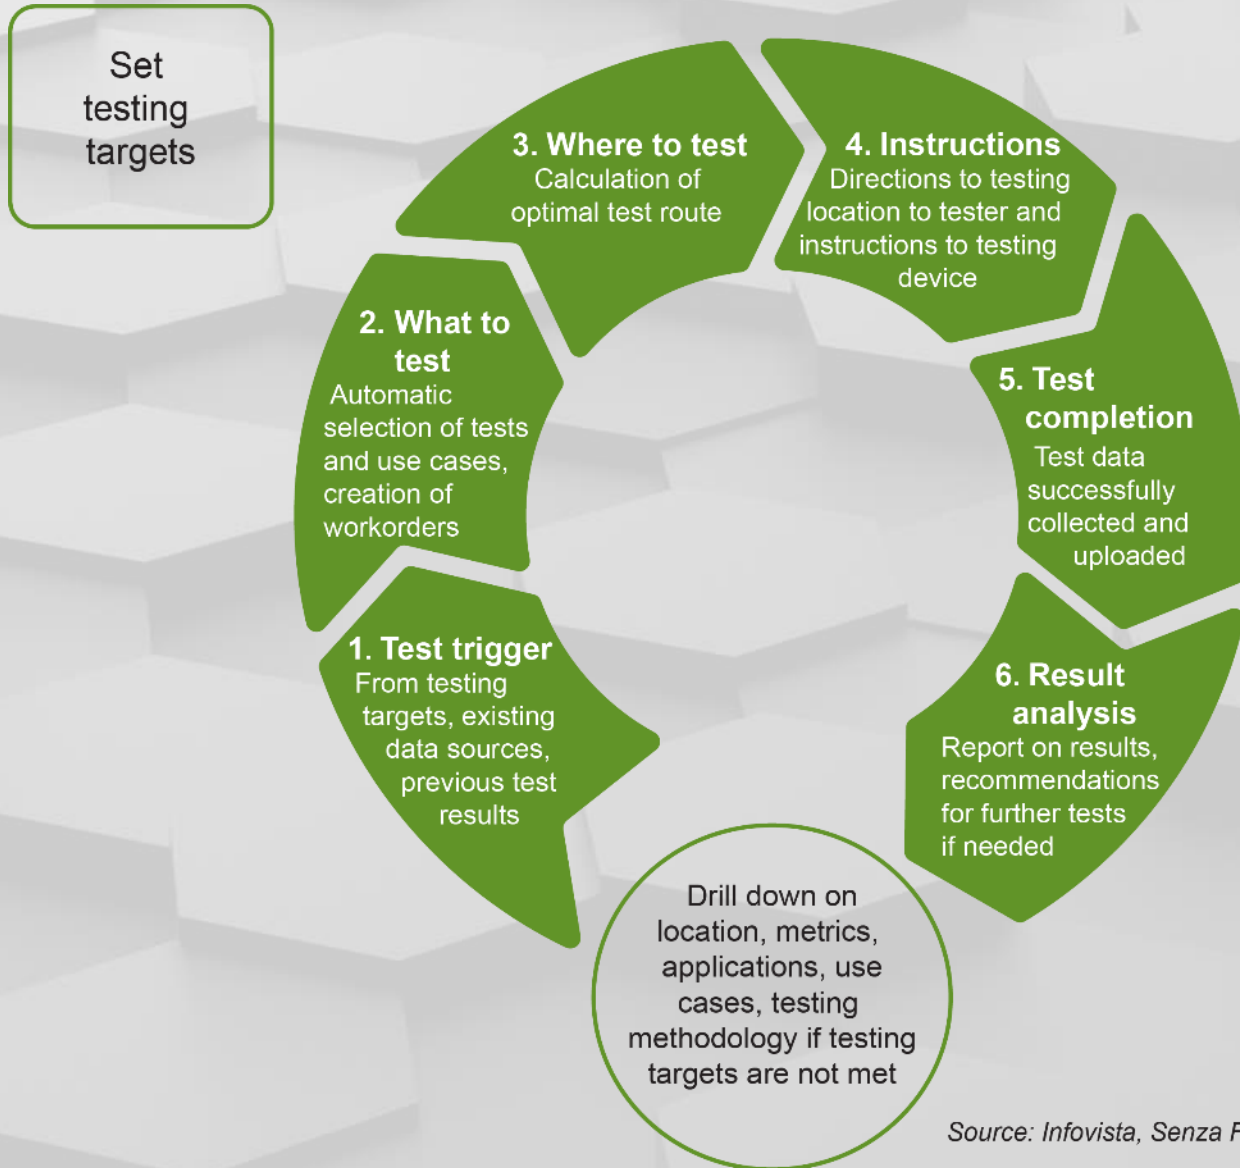 Set
testing
targets
1. Test trigger
From testing
targets, existing
data sources,
previous test
results
2. What to
test
Automatic
selection of tests
and use cases,
creation of
workorders
3. Where to test
Calculation of
optimal test route
4. Instructions
Directions to testing
location to tester and
instructions to testing
device
5. Test
completion
Test data
successfully
collected and
uploaded
6. Result
analysis
Report on results,
recommendations
for further tests
if needed
Drill down on
location, metrics,
applications, use
cases, testing
methodology if testing
targets are not met
Source: Infovista, Senza